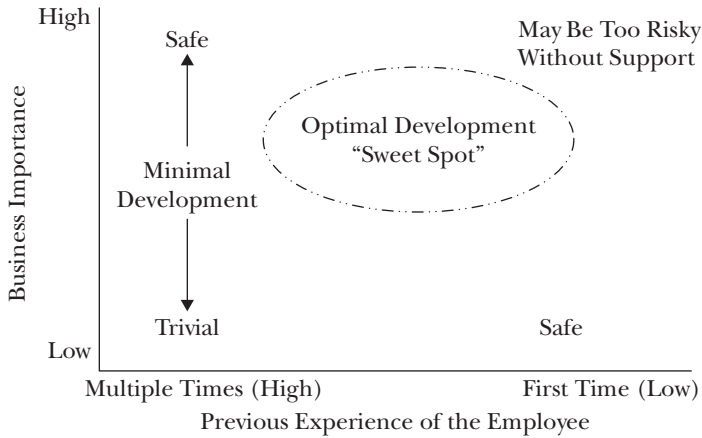 High
Safe
May Be Too Risky
Without Support
Optimal Development
“Sweet Spot”
Minimal
Development
Business Importance
Trivial
Safe
Low
Multiple Times (High)
First Time (Low)
Previous Experience of the Employee